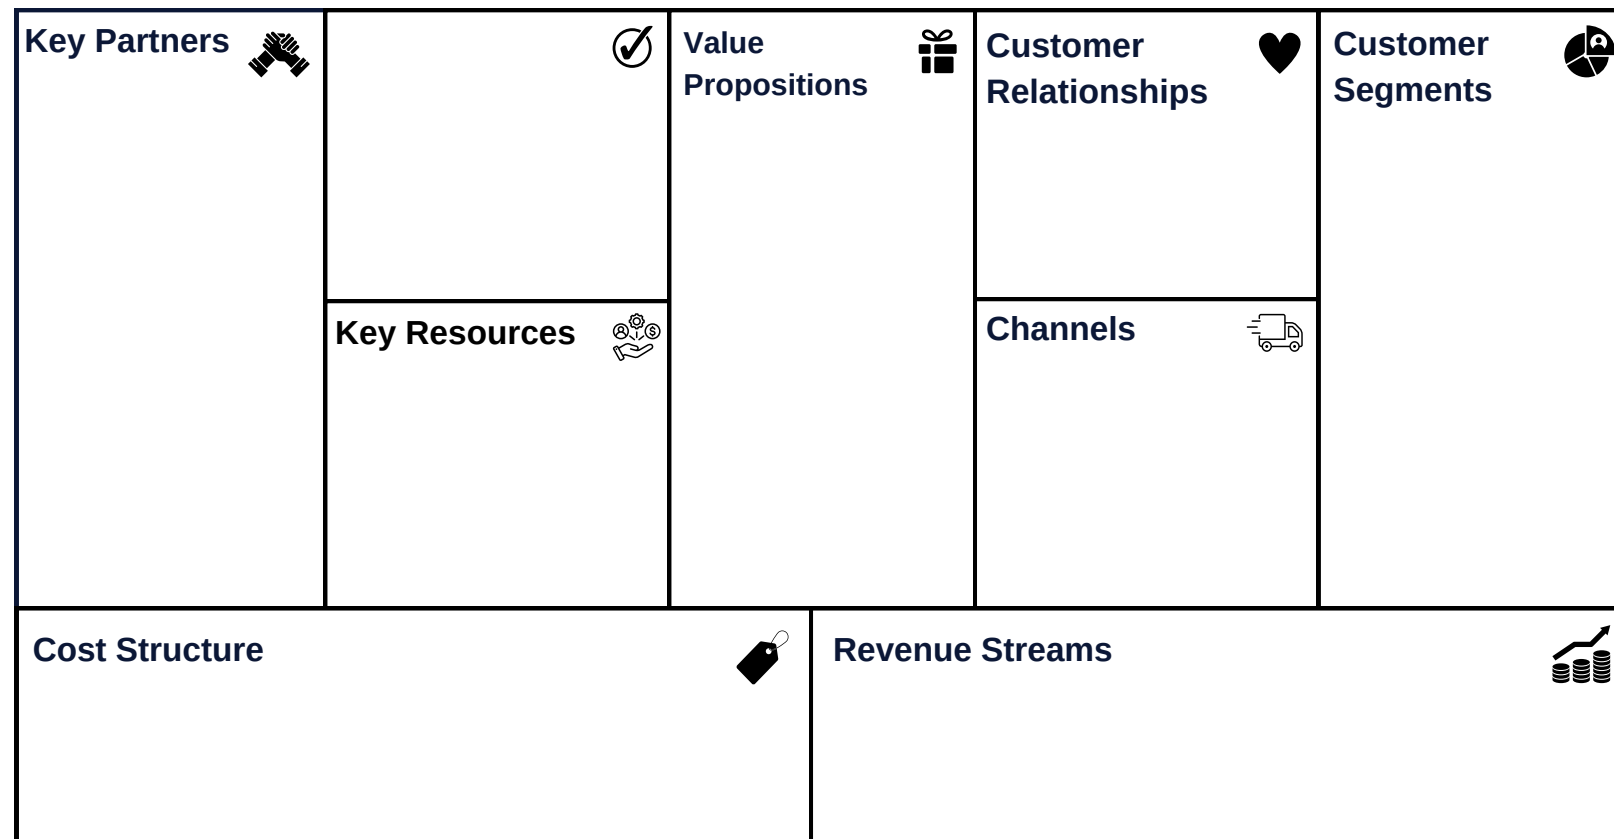 Key Partners
Value
Propositions
Customer
Relationships
Customer
Segments
Key Resources
Channels
Cost Structure
Revenue Streams